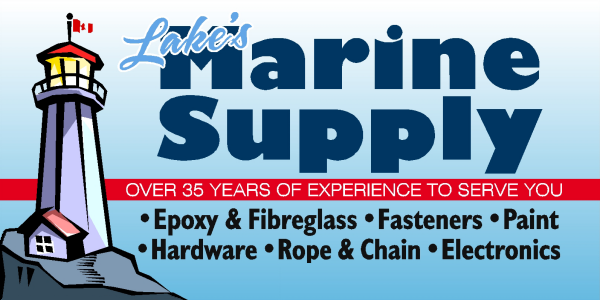 Lake's
Marine
Supply
OVER 35 YEARS OF EXPERIENCE TO SERVE YOU
•Epoxy & Fibreglass •Fasteners •Paint
•Hardware •Rope & Chain •Electronics